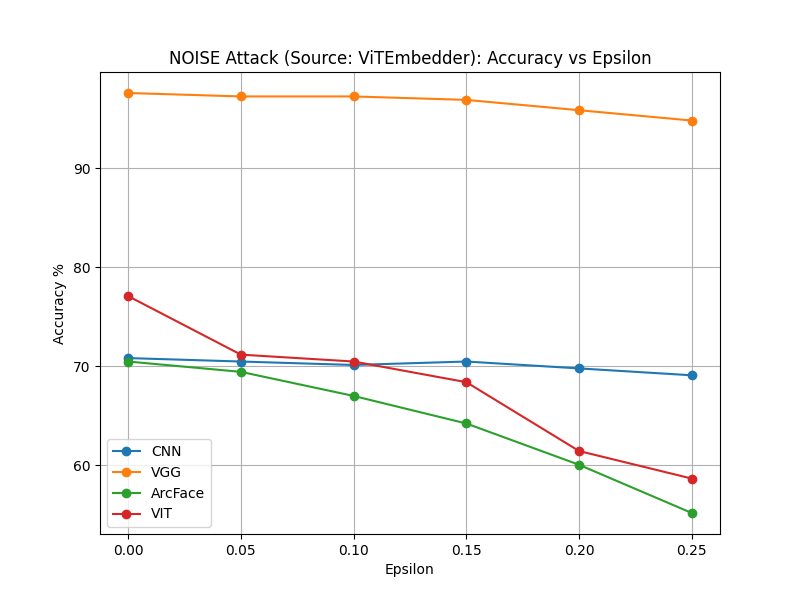 NOISE Attack (Source: ViTEmbedder): Accuracy vs Epsilon
Accuracy %
90
80
70
60
CNN
VGG
ArcFace
VIT
0.00 0.05 0.10 0.15 0.20 0.25
Epsilon